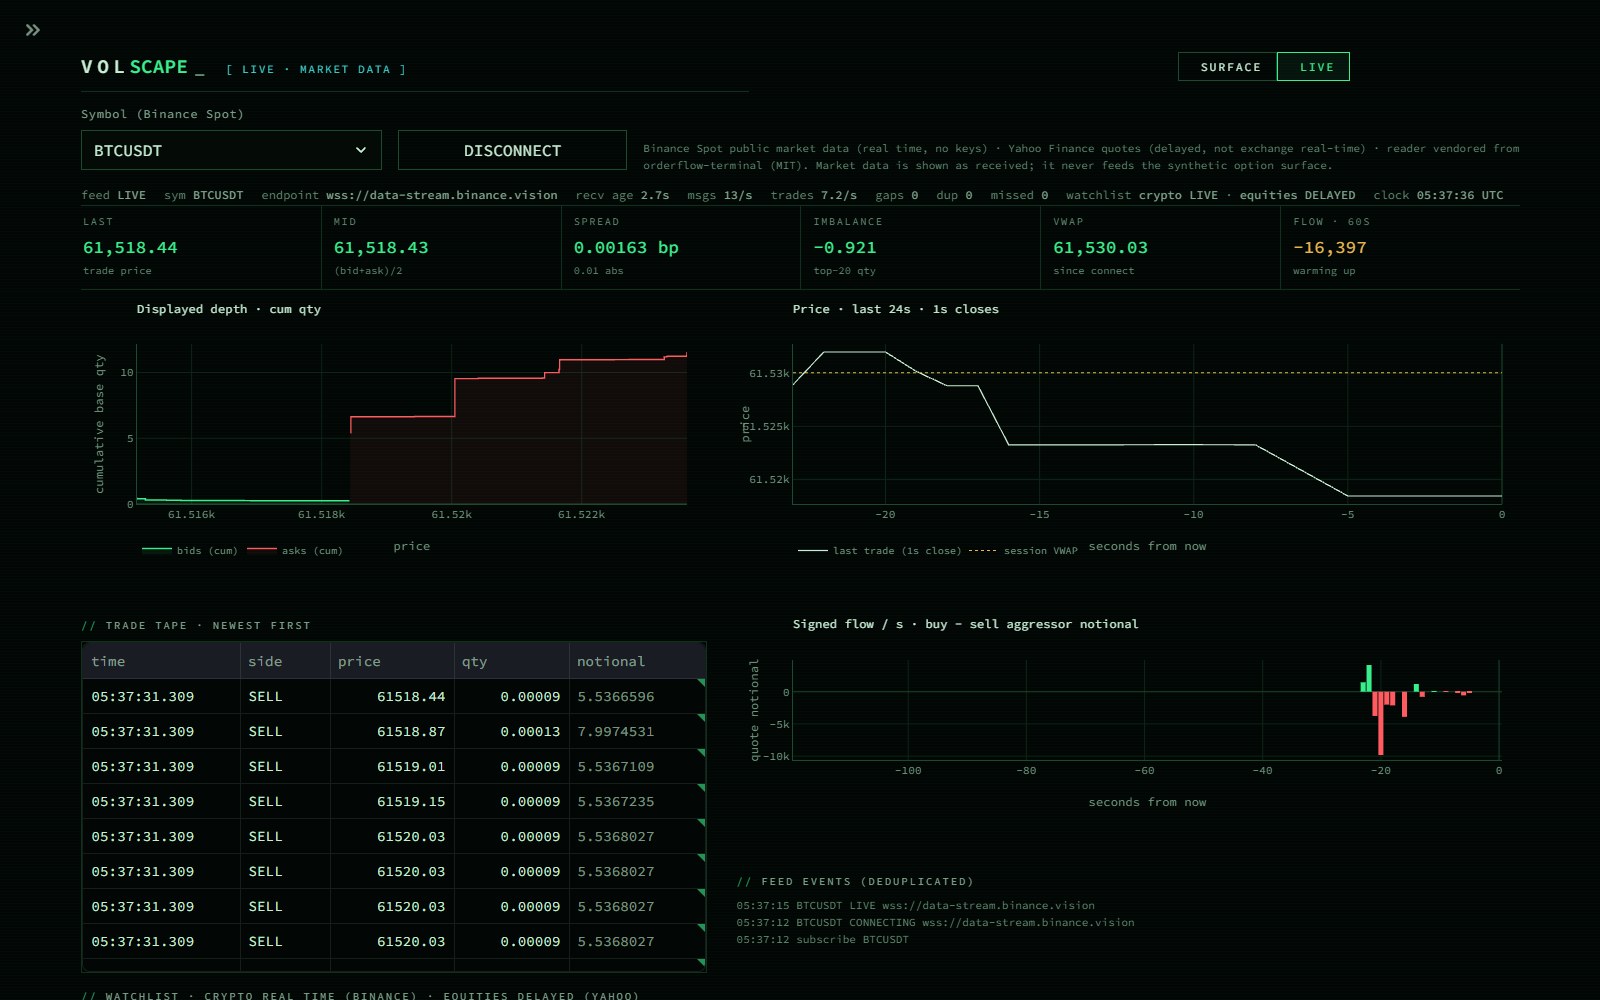 »
VOLSCAPE_ [ LIVE · MARKET DATA ]
SURFACE LIVE
Symbol (Binance Spot)
BTCUSDT
DISCONNECT
Binance Spot public market data (real time, no keys) · Yahoo Finance quotes (delayed, not exchange real-time) · reader vendored from
orderflow-terminal (MIT). Market data is shown as received; it never feeds the synthetic option surface.
feed LIVE sym BTCUSDT endpoint wss://data-stream.binance.vision recv age 2.7s msgs 13/s trades 7.2/s gaps 0 dup 0 missed 0 watchlist crypto LIVE · equities DELAYED clock 05:37:36 UTC
LAST MID SPREAD IMBALANCE VWAP FLOW · 60S
61,518.44 61,518.43 0.00163 bp −0.921 61,530.03 −16,397
trade price (bid+ask)/2 0.01 abs top-20 qty since connect warming up
Displayed depth · cum qty
cumulative base qty
10
5
0
61.516k 61.518k 61.52k 61.522k
bids (cum) asks (cum) price
Price · last 24s · 1s closes
price
61.53k
61.525k
61.52k
−20 −15 −10 −5 0
last trade (1s close) session VWAP seconds from now
// TRADE TAPE · NEWEST FIRST
time side price qty notional
05:37:31.309 SELL 61518.44 0.00009 5.5366596
05:37:31.309 SELL 61518.87 0.00013 7.9974531
05:37:31.309 SELL 61519.01 0.00009 5.5367109
05:37:31.309 SELL 61519.15 0.00009 5.5367235
05:37:31.309 SELL 61520.03 0.00009 5.5368027
05:37:31.309 SELL 61520.03 0.00009 5.5368027
05:37:31.309 SELL 61520.03 0.00009 5.5368027
05:37:31.309 SELL 61520.03 0.00009 5.5368027
Signed flow / s · buy − sell aggressor notional
quote notional
0
−5k
−10k
−100 −80 −60 −40 −20 0
seconds from now
// FEED EVENTS (DEDUPLICATED)
05:37:15 BTCUSDT LIVE wss://data-stream.binance.vision
05:37:12 BTCUSDT CONNECTING wss://data-stream.binance.vision
05:37:12 subscribe BTCUSDT
// WATCHLIST · CRYPTO REAL TIME (BINANCE) · EQUITIES DELAYED (YAHOO)